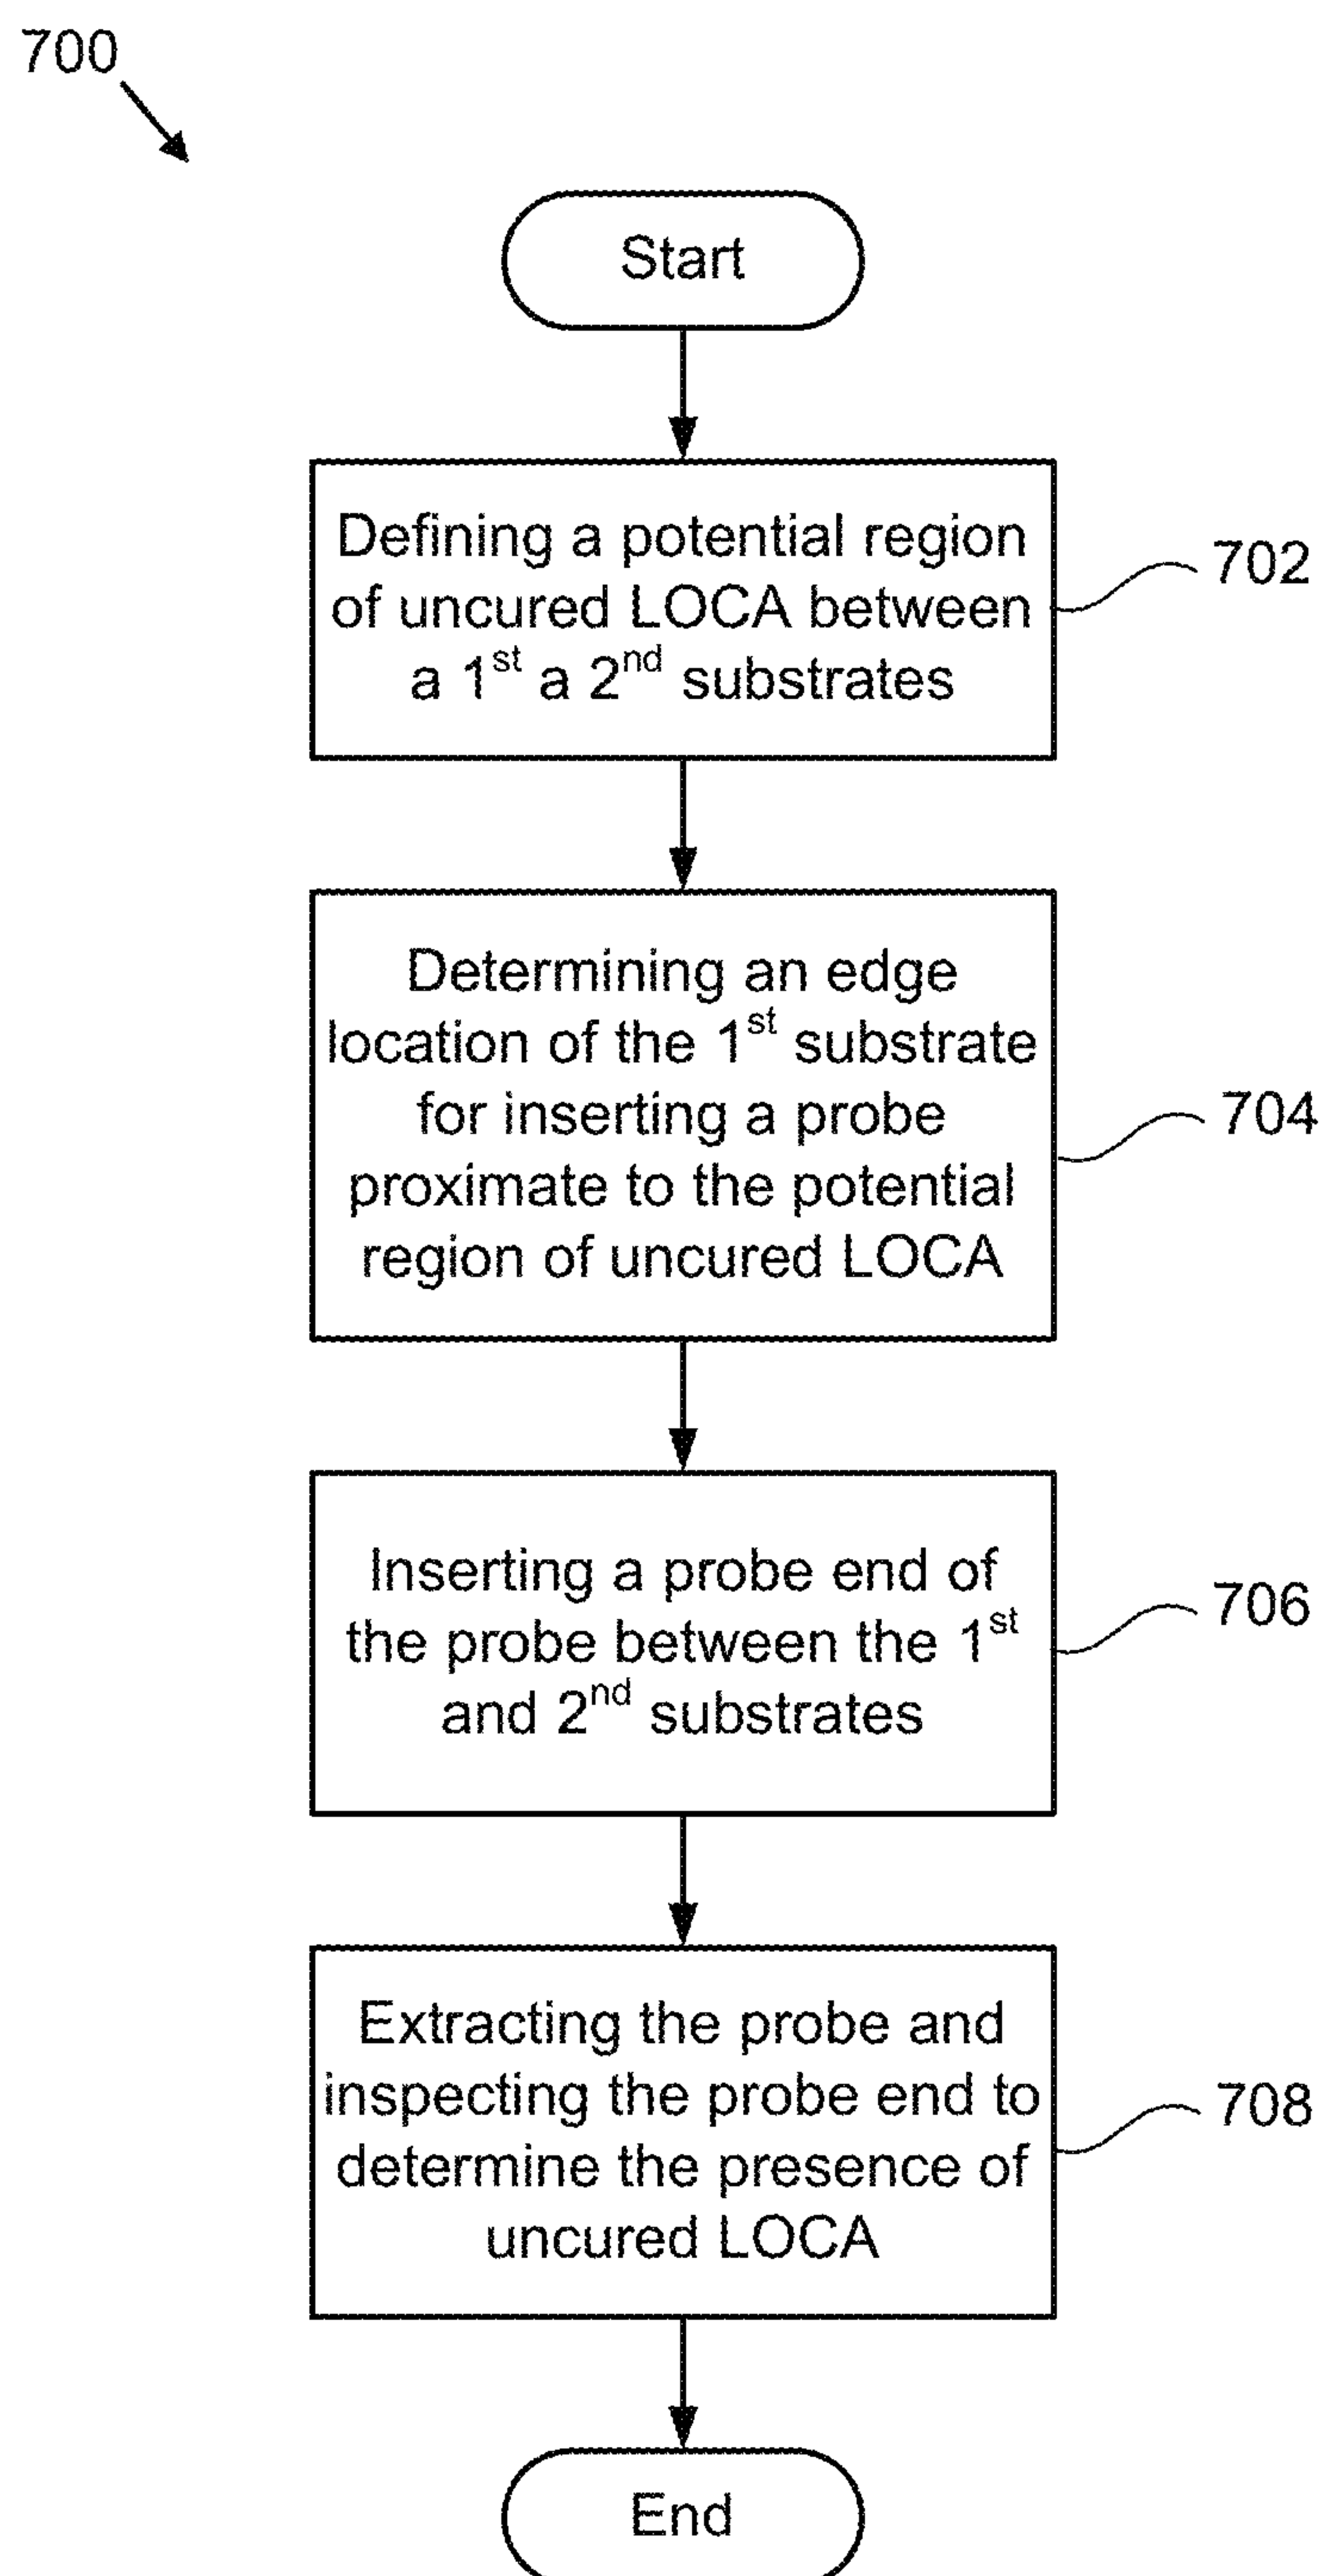 700
Start
Defining a potential region
of uncured LOCA between
a 1st a 2nd substrates
702
Determining an edge
location of the 1st substrate
for inserting a probe
proximate to the potential
region of uncured LOCA
704
Inserting a probe end of
the probe between the 1st
and 2nd substrates
706
Extracting the probe and
inspecting the probe end to
determine the presence of
uncured LOCA
708
End